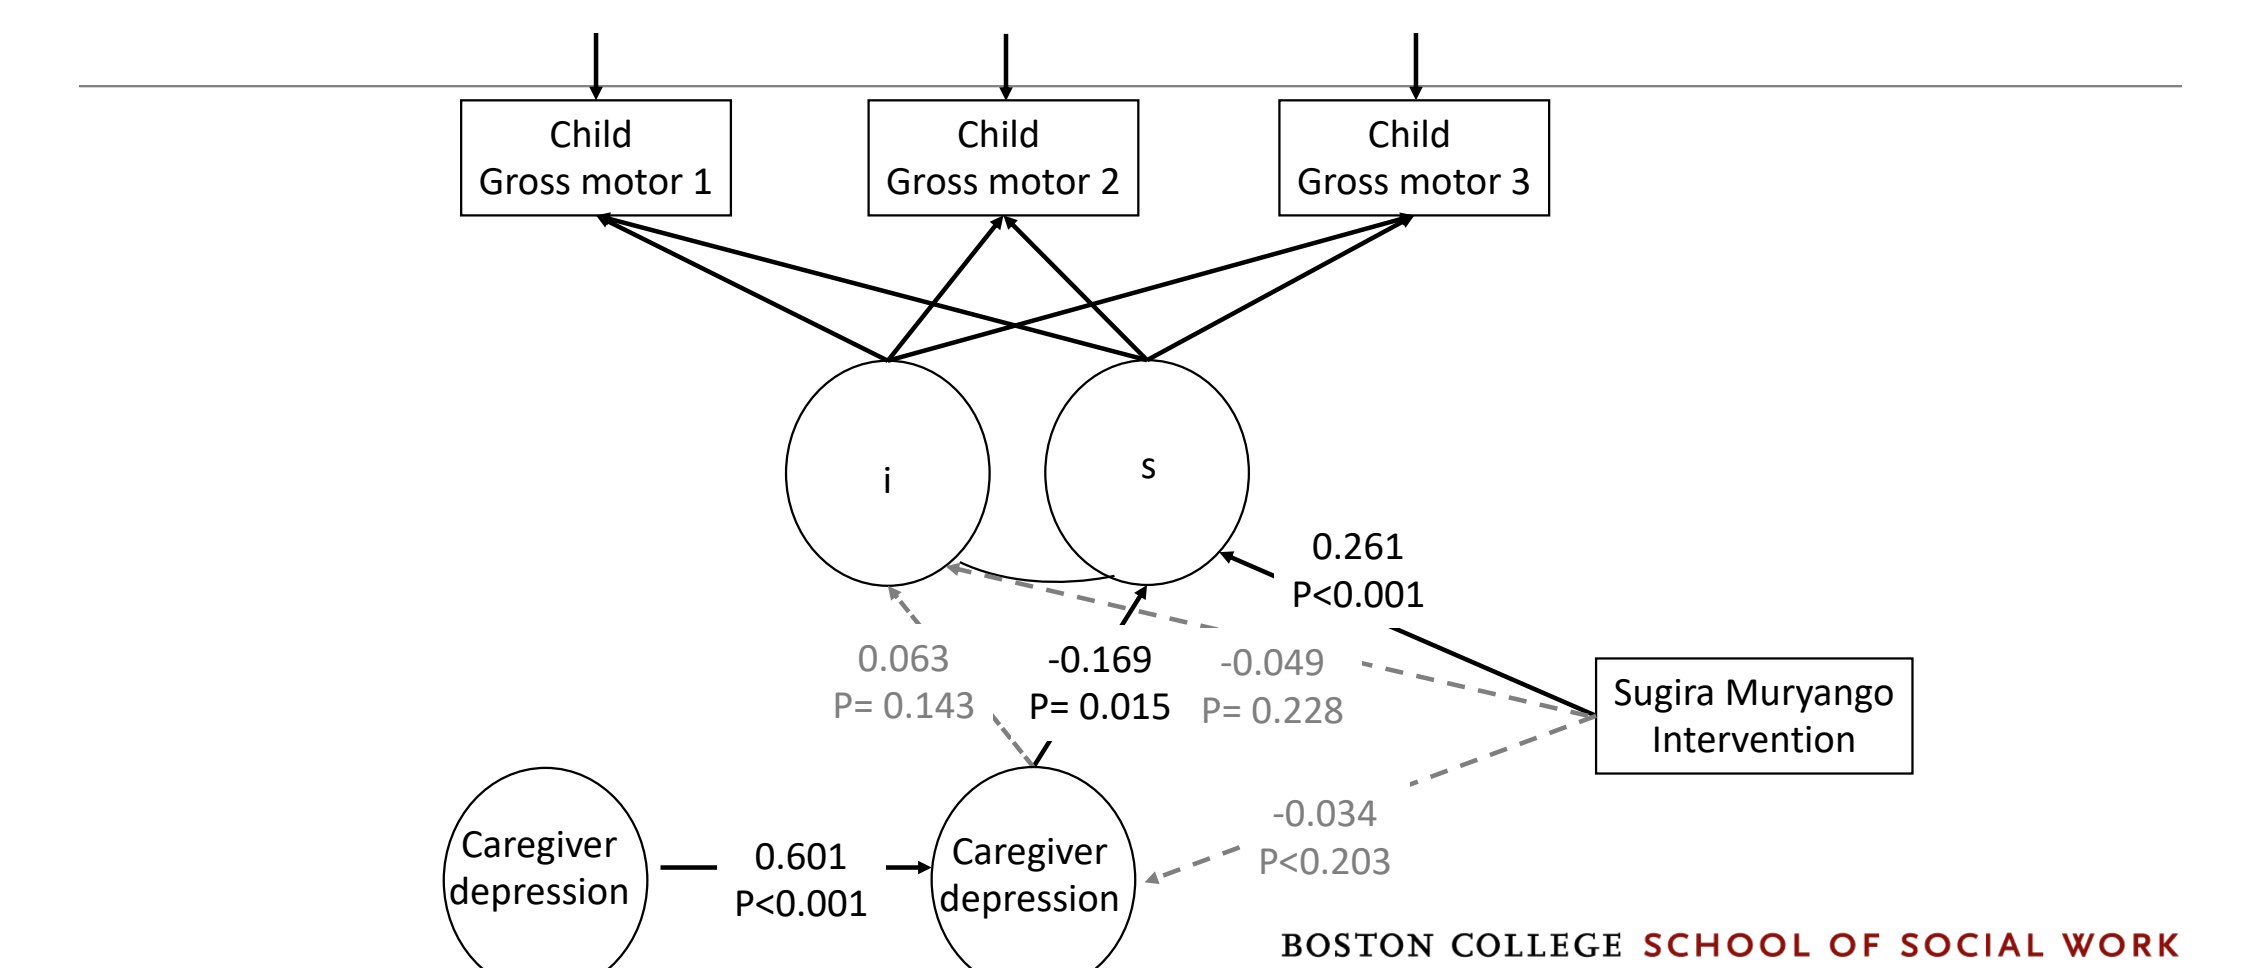 Child
Gross motor 1
Child
Gross motor 2
Child
Gross motor 3
i
s
0.261
P<0.001
0.063
P= 0.143
-0.169
P= 0.015
-0.049
P= 0.228
Sugira Muryango
Intervention
-0.034
P<0.203
Caregiver
depression
0.601
P<0.001
Caregiver
depression
BOSTON COLLEGE SCHOOL OF SOCIAL WORK